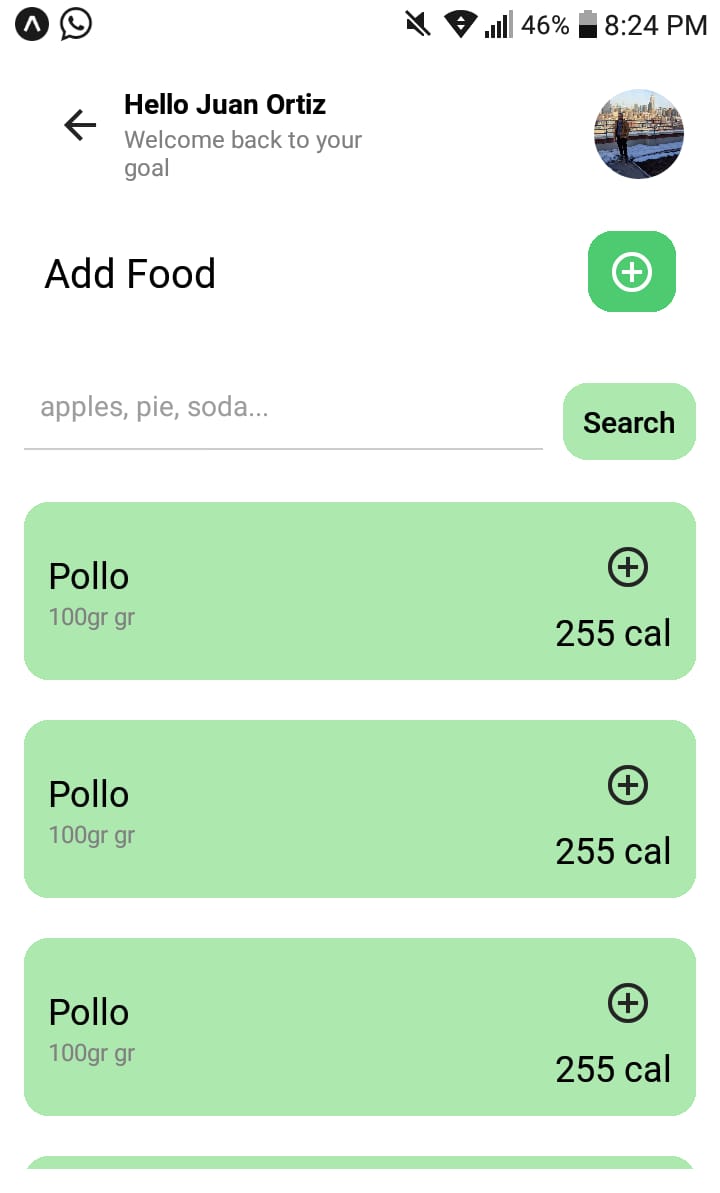 46% 8:24 PM
Hello Juan Ortiz
Welcome back to your
goal
Add Food
apples, pie, soda...
Search
Pollo
100gr gr
255 cal
Pollo
100gr gr
255 cal
Pollo
100gr gr
255 cal